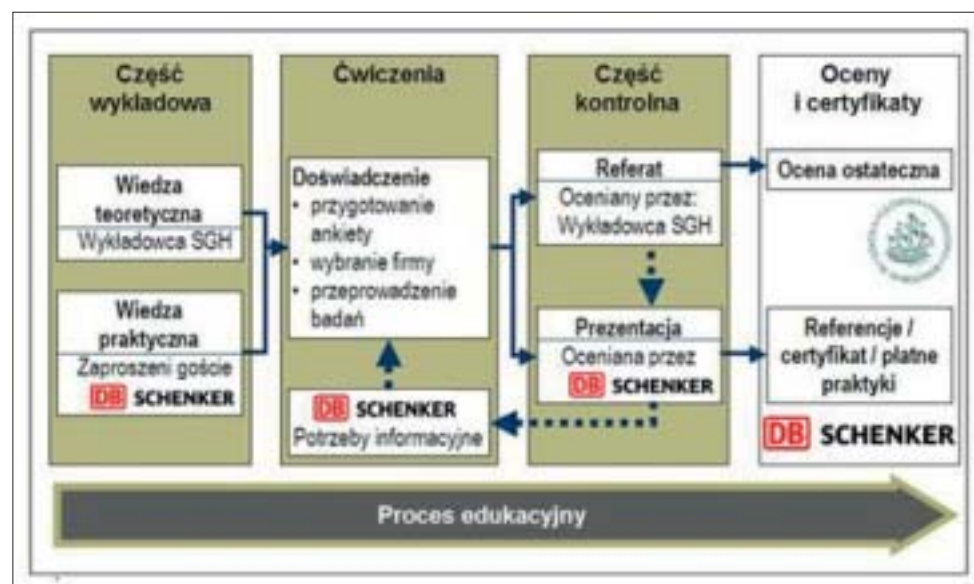 Część
wykładowa
Wiedza
teoretyczna
Wykładowca SGH
Wiedza
praktyczna
Zaproszeni goście
DB SCHENKER
Ćwiczenia
Doświadczenie
• przygotowanie
ankiety
• wybranie firmy
• przeprowadzenie
badań
DB SCHENKER
Potrzeby informacyjne
Część
kontrolna
Referat
Oceniany przez:
Wykładowca SGH
Prezentacja
Oceniana przez
DB SCHENKER
Oceny
i certyfikaty
Ocena ostateczna
Referencje /
certyfikat / płatne
praktyki
DB SCHENKER
Proces edukacyjny